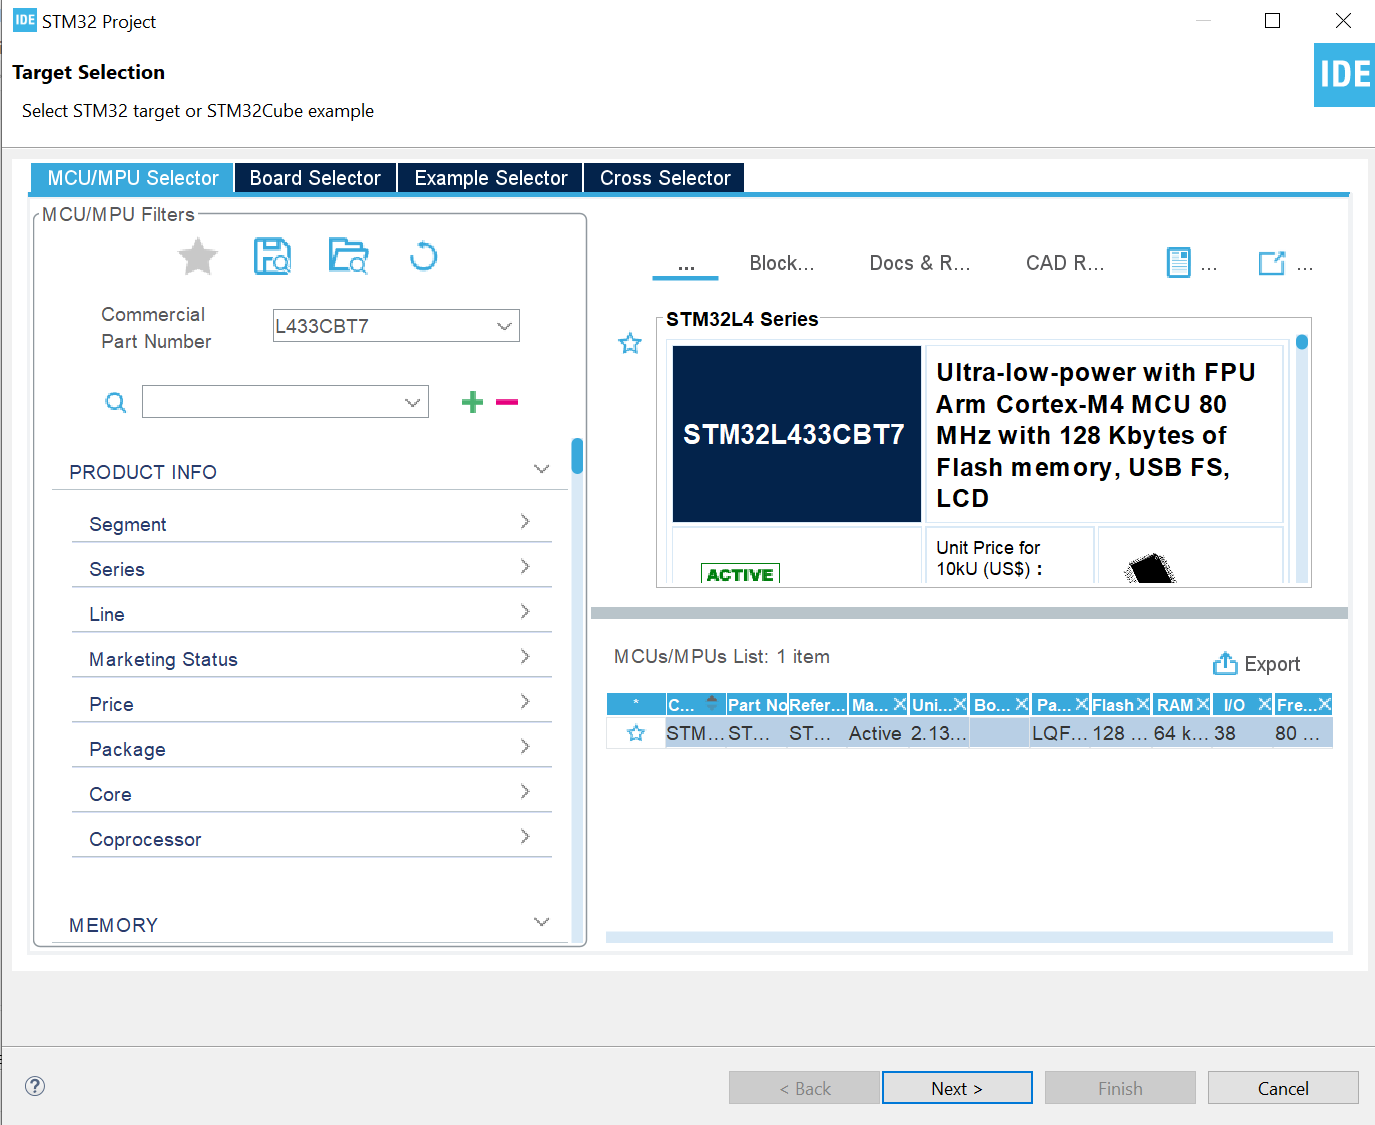 IDE STM32 Project
Target Selection
IDE
Select STM32 target or STM32Cube example
MCU/MPU Selector
Board Selector
Example Selector
Cross Selector
MCU/MPU Filters
Commercial
Part Number
L433CBT7
PRODUCT INFO
Segment
Series
Line
Marketing Status
Price
Package
Core
Coprocessor
MEMORY
...
Block...
Docs & R...
CAD R...
...
...
STM32L4 Series
STM32L433CBT7
Ultra-low-power with FPU
Arm Cortex-M4 MCU 80
MHz with 128 Kbytes of
Flash memory, USB FS,
LCD
ACTIVE
Unit Price for
10kU (US$) :
MCUs/MPUs List: 1 item
Export
* C... Part No Refer... Ma... Uni... Bo... Pa... Flash RAM I/O Fre...
STM... ST... ST... Active 2.13... LQF... 128 ... 64 k... 38 80 ...
?
< Back
Next >
Finish
Cancel